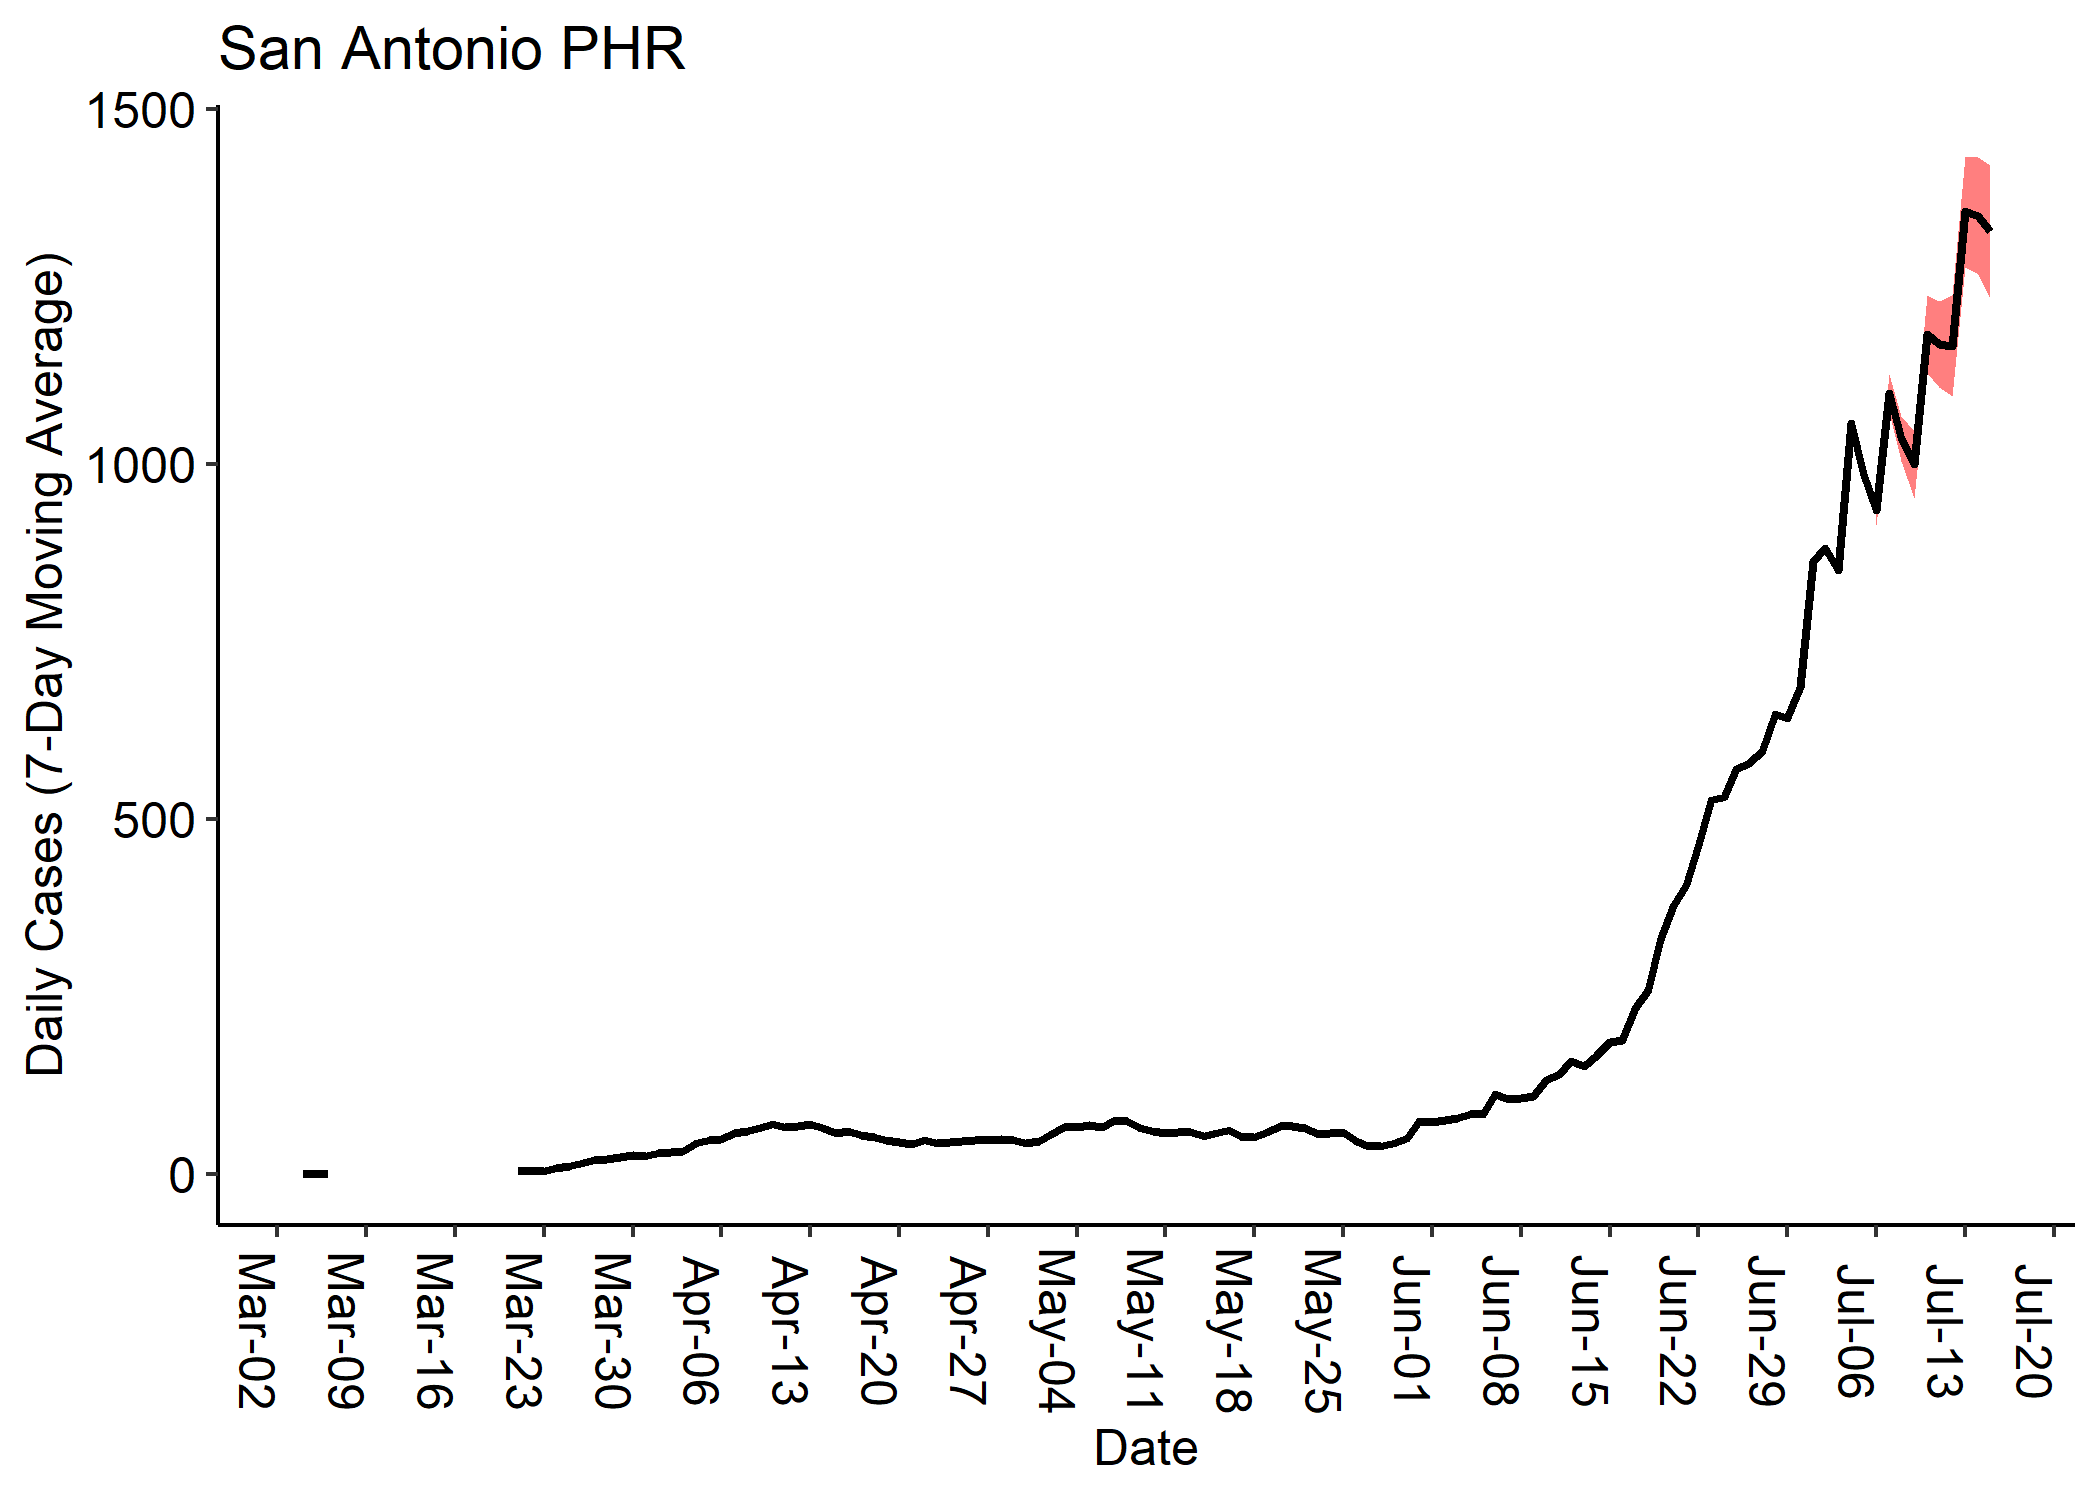 San Antonio PHR
Daily Cases (7-Day Moving Average)
1500
1000
500
0
Mar-02
Mar-09
Mar-16
Mar-23
Mar-30
Apr-06
Apr-13
Apr-20
Apr-27
May-04
May-11
May-18
May-25
Jun-01
Jun-08
Jun-15
Jun-22
Jun-29
Jul-06
Jul-13
Jul-20
Date